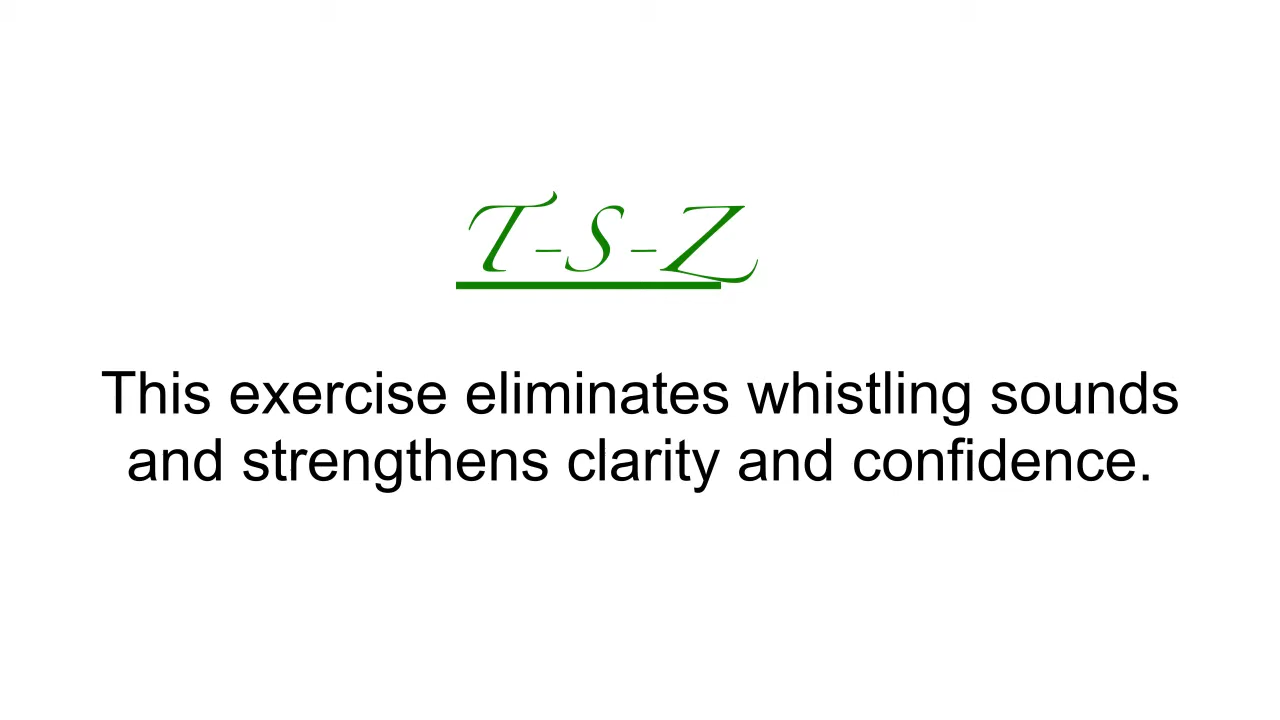 T-S-Z
This exercise eliminates whistling sounds
and strengthens clarity and confidence.